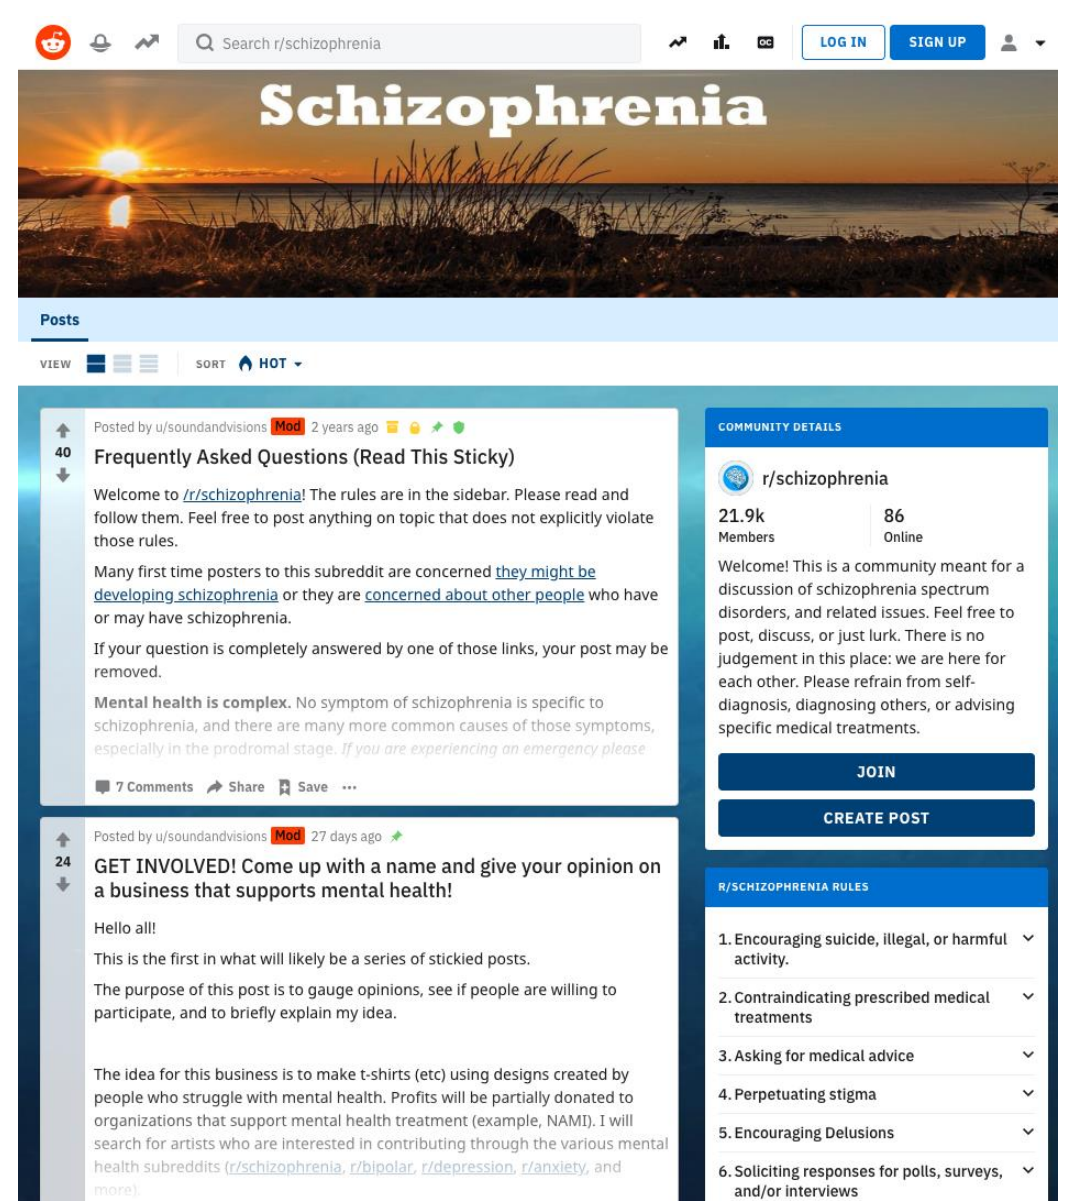 Search r/schizophrenia
OC
LOG IN
SIGN UP
Schizophrenia
Posts
VIEW
SORT
HOT
40
Posted by u/soundandvisions Mod 2 years ago
Frequently Asked Questions (Read This Sticky)
Welcome to /r/schizophrenia! The rules are in the sidebar. Please read and
follow them. Feel free to post anything on topic that does not explicitly violate
those rules.
Many first time posters to this subreddit are concerned they might be
developing schizophrenia or they are concerned about other people who have
or may have schizophrenia.
If your question is completely answered by one of those links, your post may be
removed.
Mental health is complex. No symptom of schizophrenia is specific to
schizophrenia, and there are many more common causes of those symptoms,
especially in the prodromal stage. If you are experiencing an emergency please
7 Comments Share Save ...
24
Posted by u/soundandvisions Mod 27 days ago
GET INVOLVED! Come up with a name and give your opinion on
a business that supports mental health!
Hello all!
This is the first in what will likely be a series of stickied posts.
The purpose of this post is to gauge opinions, see if people are willing to
participate, and to briefly explain my idea.
The idea for this business is to make t-shirts (etc) using designs created by
people who struggle with mental health. Profits will be partially donated to
organizations that support mental health treatment (example, NAMI). I will
search for artists who are interested in contributing through the various mental
health subreddits (r/schizophrenia, r/bipolar, r/depression, r/anxiety, and
more).
COMMUNITY DETAILS
r/schizophrenia
21.9k 86
Members Online
Welcome! This is a community meant for a
discussion of schizophrenia spectrum
disorders, and related issues. Feel free to
post, discuss, or just lurk. There is no
judgement in this place: we are here for
each other. Please refrain from self-
diagnosis, diagnosing others, or advising
specific medical treatments.
JOIN
CREATE POST
R/SCHIZOPHRENIA RULES
1. Encouraging suicide, illegal, or harmful
activity.
2. Contraindicating prescribed medical
treatments
3. Asking for medical advice
4. Perpetuating stigma
5. Encouraging Delusions
6. Soliciting responses for polls, surveys,
and/or interviews